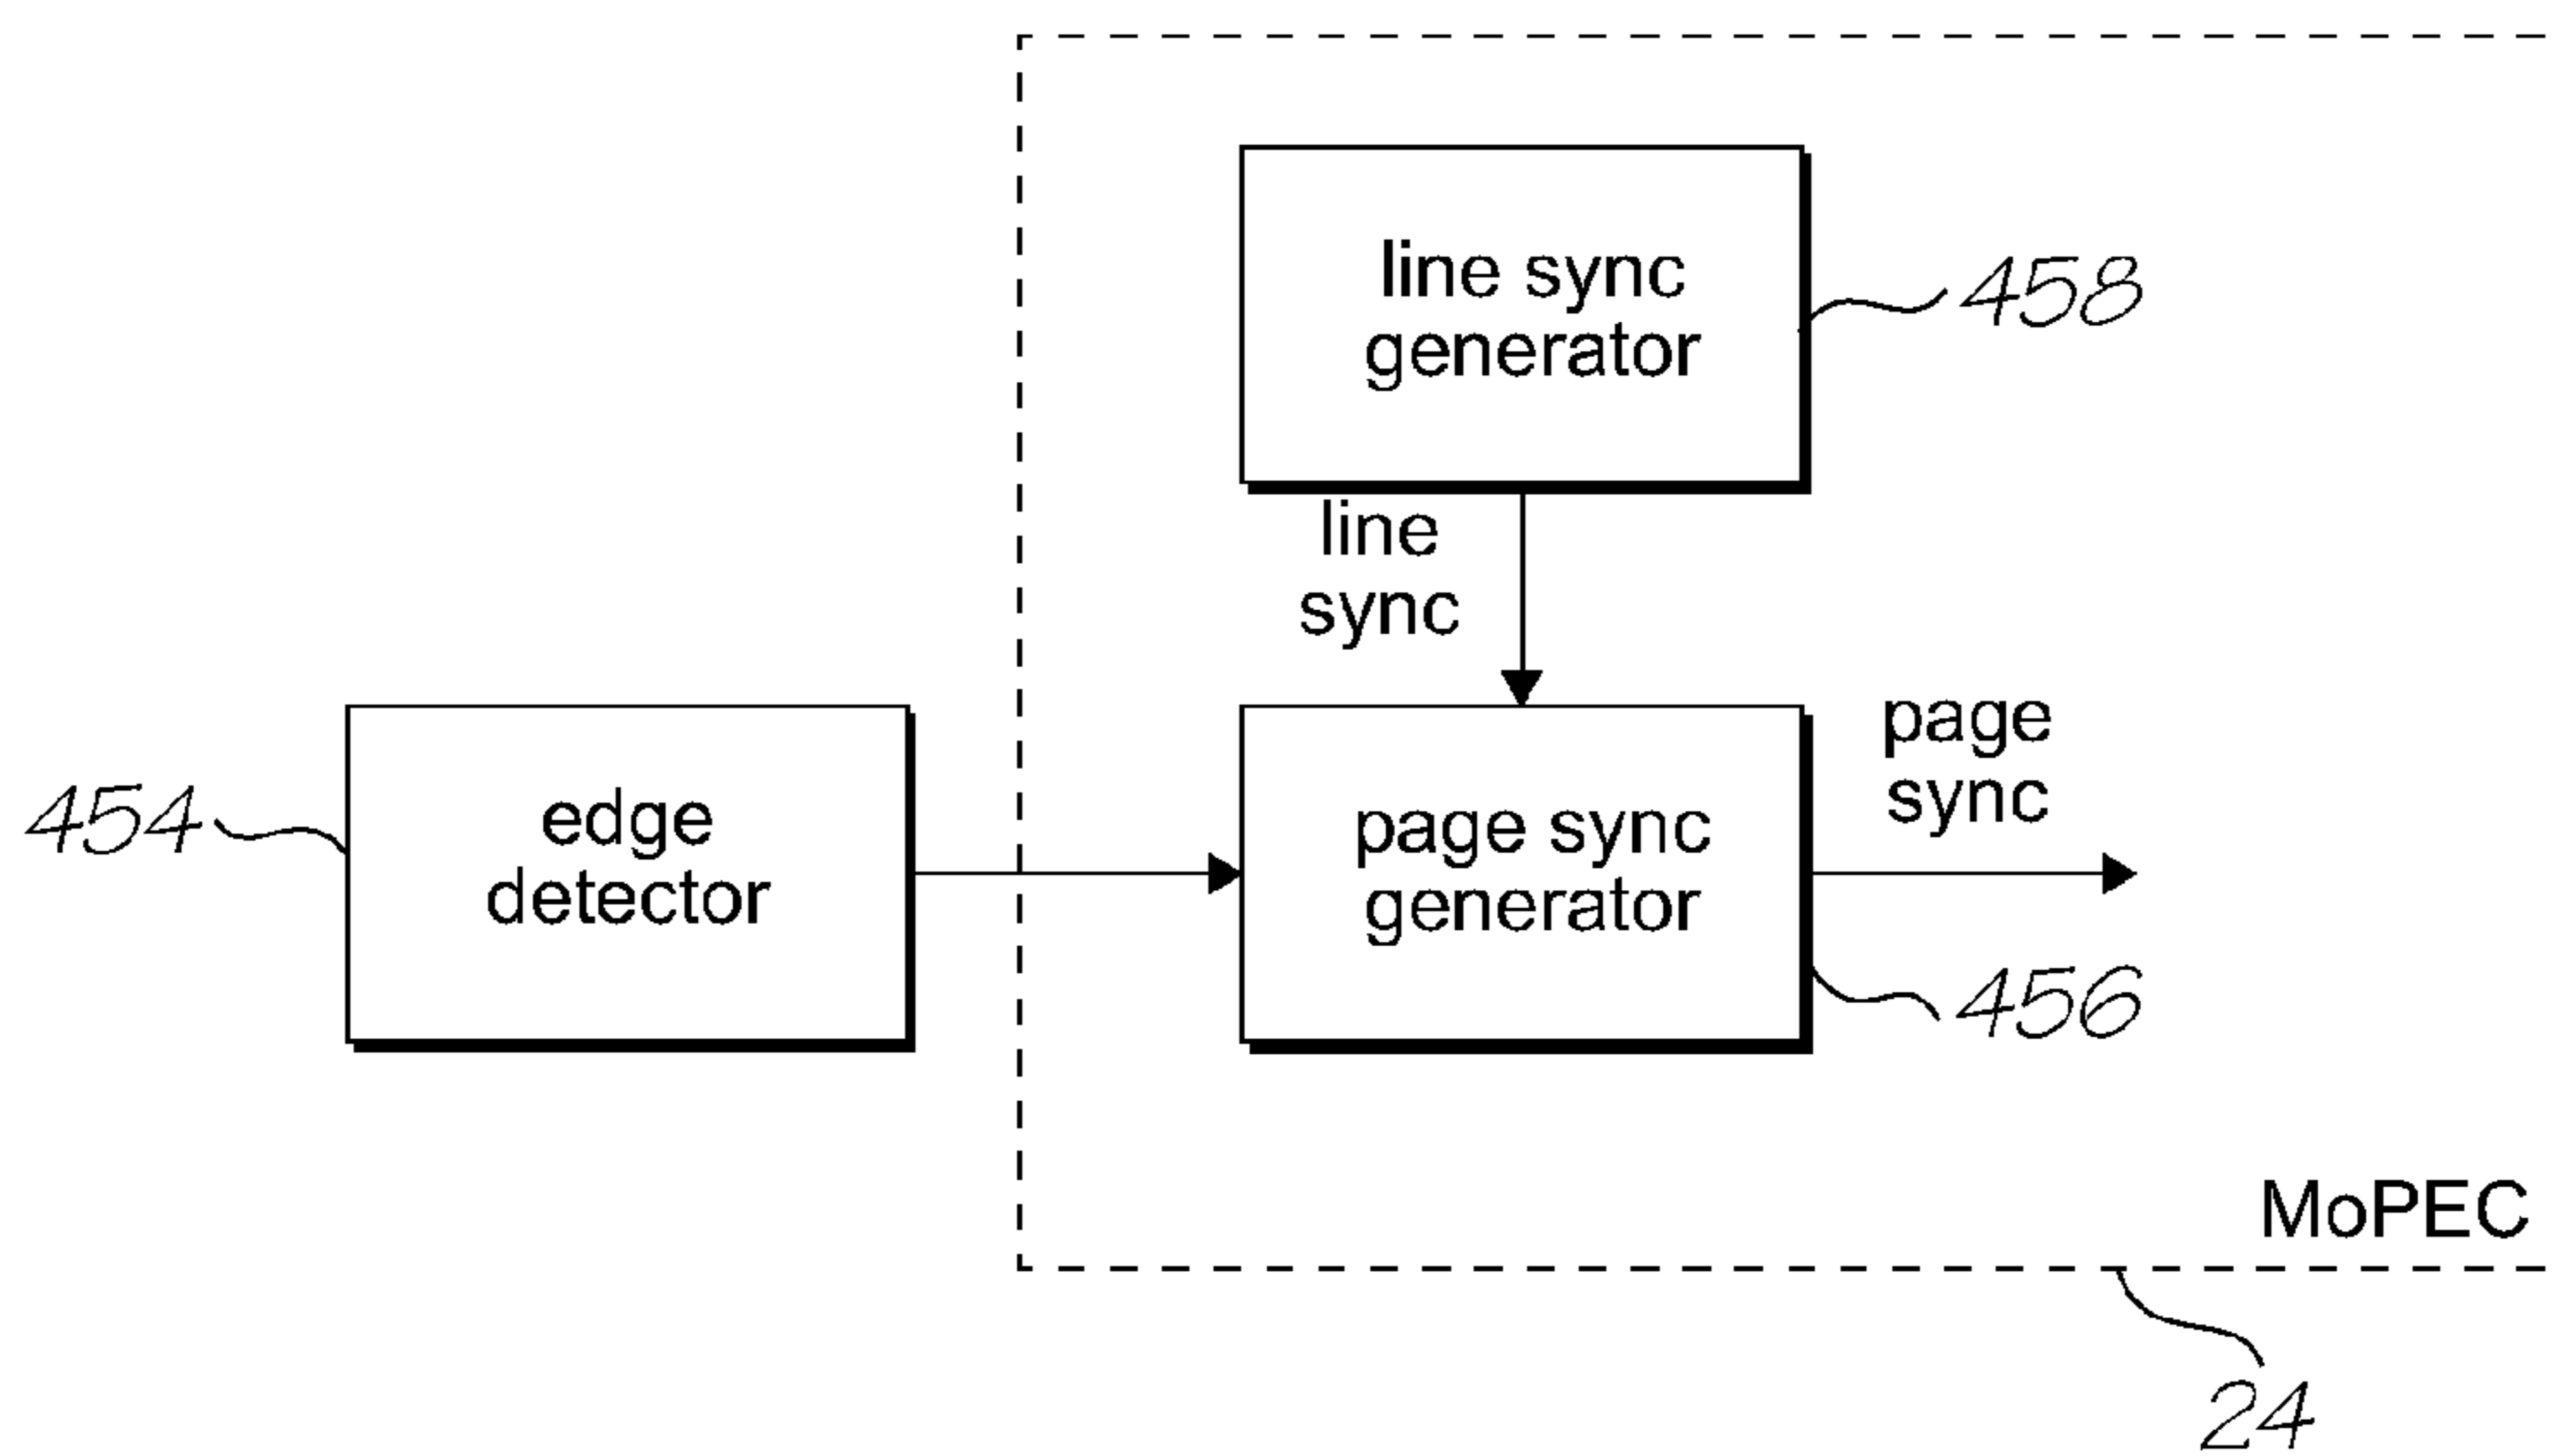 line sync
generator
458
line
sync
page
sync
454
edge
detector
page sync
generator
456
MoPEC
24